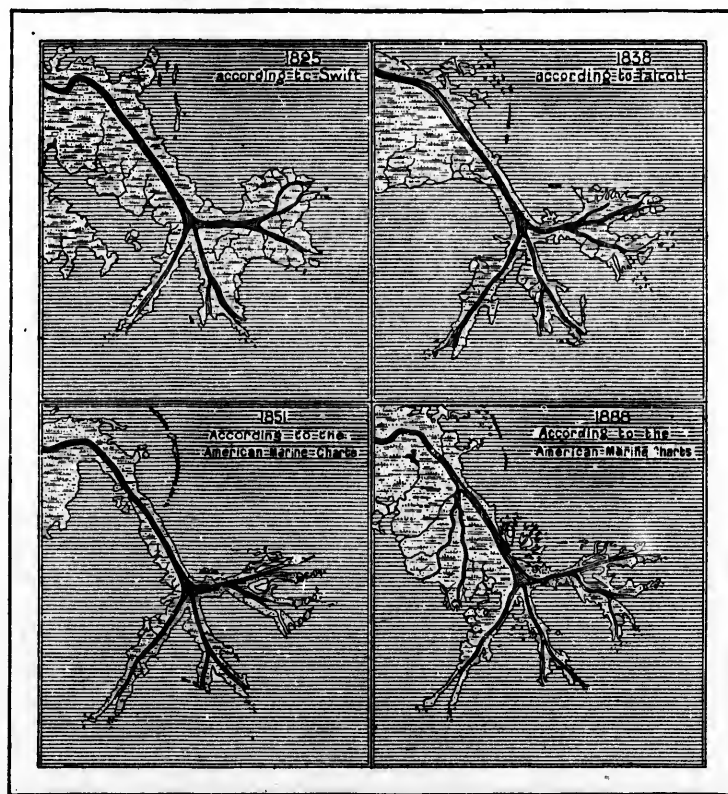 1825
according to Swift
1838
according to Talcott
1851
According to the
American Marine Charts
1888
According to the
American Marine Charts